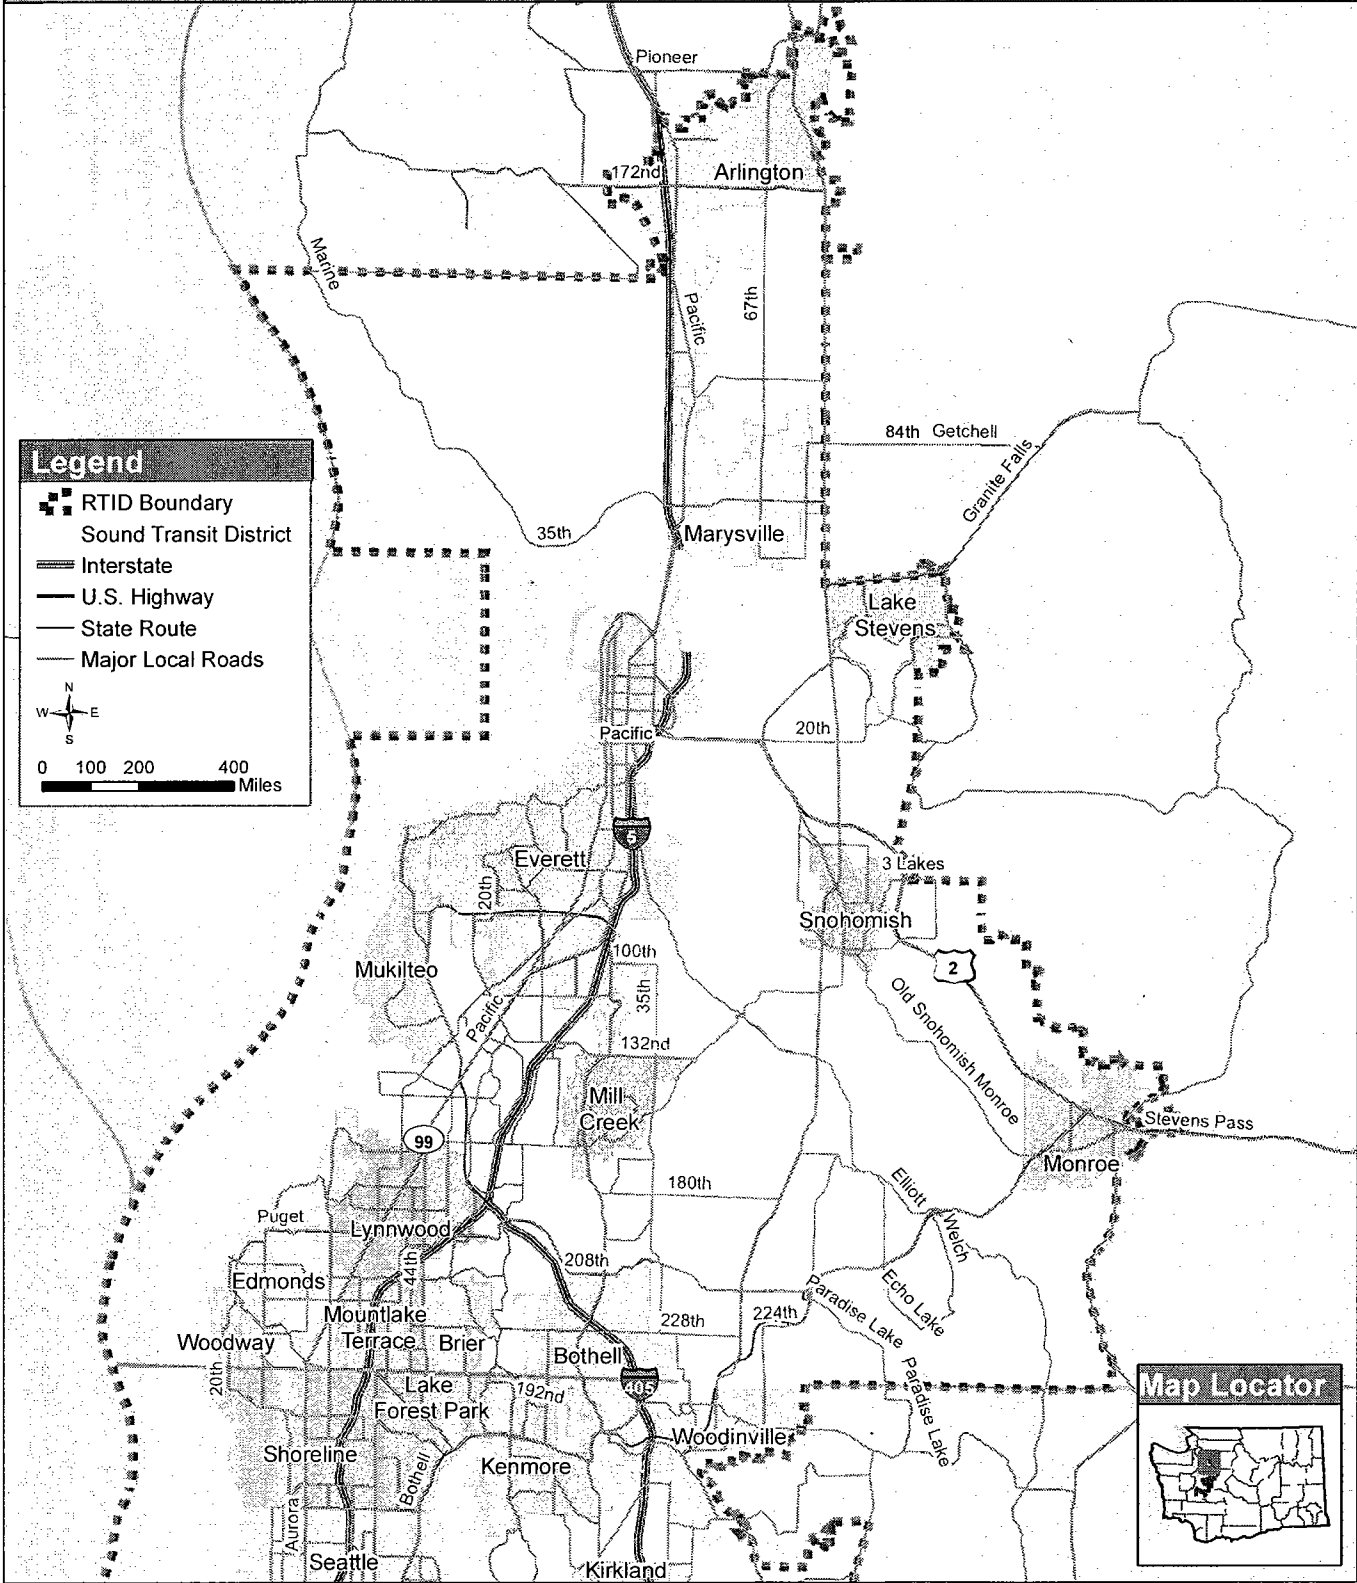 Pioneer
172nd
Arlington
Marine
Pacific
67th
84th Getchell
Granite Falls
Legend
RTID Boundary
Sound Transit District
Interstate
U.S. Highway
State Route
Major Local Roads
N
W E
S
0 100 200 400
Miles
35th
Marysville
Lake
Stevens
Pacific
20th
5
Everett
20th
3 Lakes
Snohomish
2
100th
Mukilteo
35th
Pacific
Old Snohomish Monroe
132nd
Mill
Creek
99
Stevens Pass
Monroe
180th
Elliott
Welch
Puget
Lynnwood
44th
208th
Edmonds
Echo Lake
Paradise Lake
Mountlake
Terrace
Brier
228th
224th
Woodway
Bothell
20th
405
Lake
Forest Park
192nd
Paradise Lake
Map Locator
Woodinville
Shoreline
Bothell
Kenmore
Aurora
Seattle
Kirkland